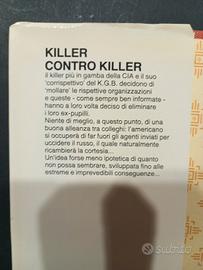 KILLER
CONTRO KILLER
il killer più in gamba della CIA e il suo
'corrispettivo' del K.G.B. decidono di
'mollare' le rispettive organizzazioni
e queste - come sempre ben informate -
hanno a loro volta deciso di eliminare
i loro ex-pupilli.
Niente di meglio, a questo punto, di una
buona alleanza tra colleghi: l'americano
si occuperà di far fuori gli agenti inviati per
uccidere il russo, il quale naturalmente
ricambierà la cortesia...
Un'idea forse meno ipotetica di quanto
non possa sembrare, sviluppata fino alle
estreme e imprevedibili conseguenze...
Subito